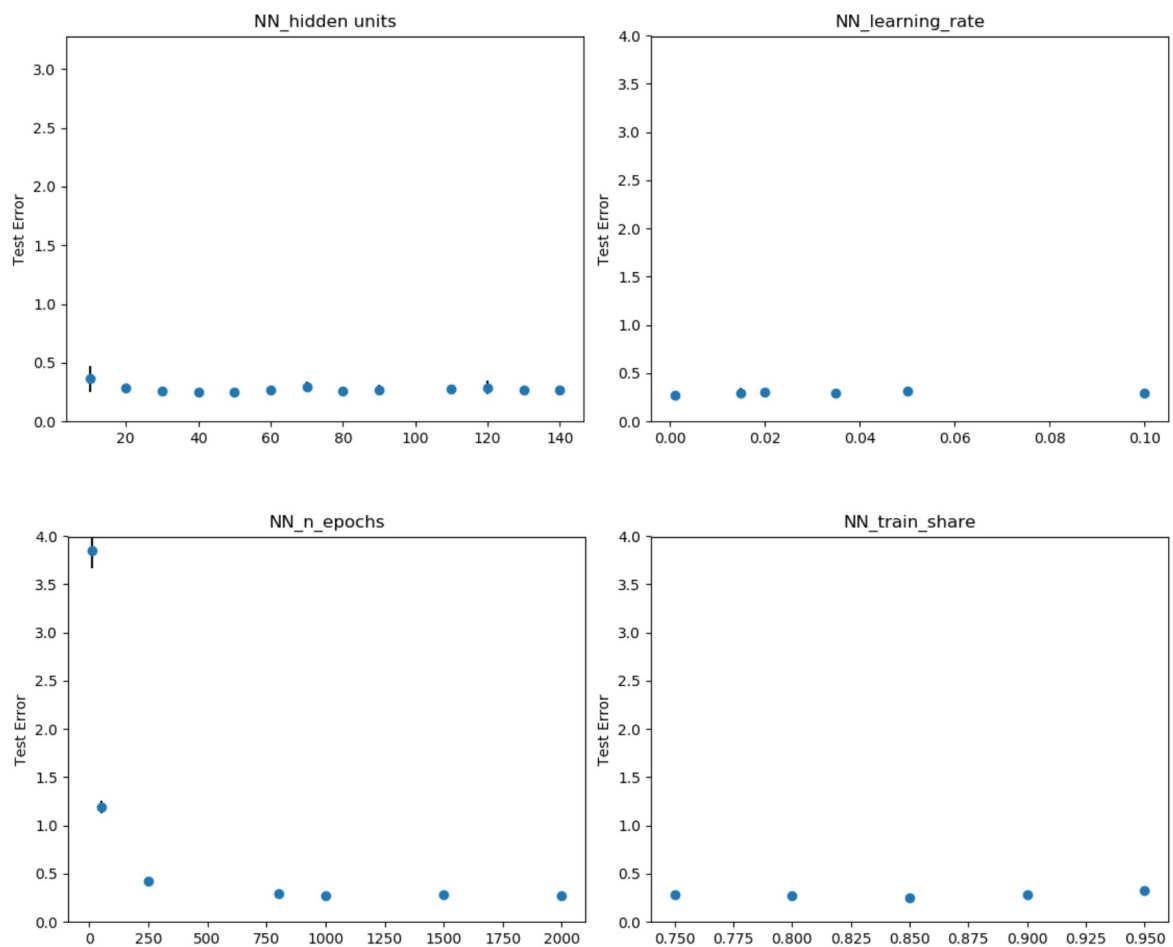 NN_hidden units
3.0
2.5
2.0
1.5
1.0
0.5
0.0
Test Error
20 40 60 80 100 120 140
NN_learning_rate
4.0
3.5
3.0
2.5
2.0
1.5
1.0
0.5
0.0
Test Error
0.00 0.02 0.04 0.06 0.08 0.10
NN_n_epochs
4.0
3.5
3.0
2.5
2.0
1.5
1.0
0.5
0.0
Test Error
0 250 500 750 1000 1250 1500 1750 2000
NN_train_share
4.0
3.5
3.0
2.5
2.0
1.5
1.0
0.5
0.0
Test Error
0.750 0.775 0.800 0.825 0.850 0.875 0.900 0.925 0.950